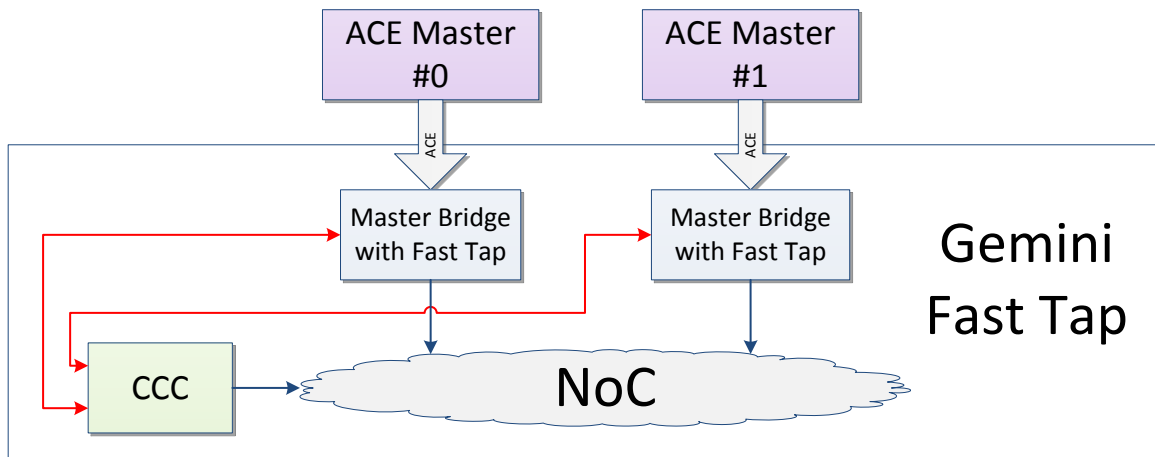 ACE Master
#0
ACE Master
#1
ACE
ACE
Master Bridge
with Fast Tap
Master Bridge
with Fast Tap
Gemini
Fast Tap
CCC
NoC